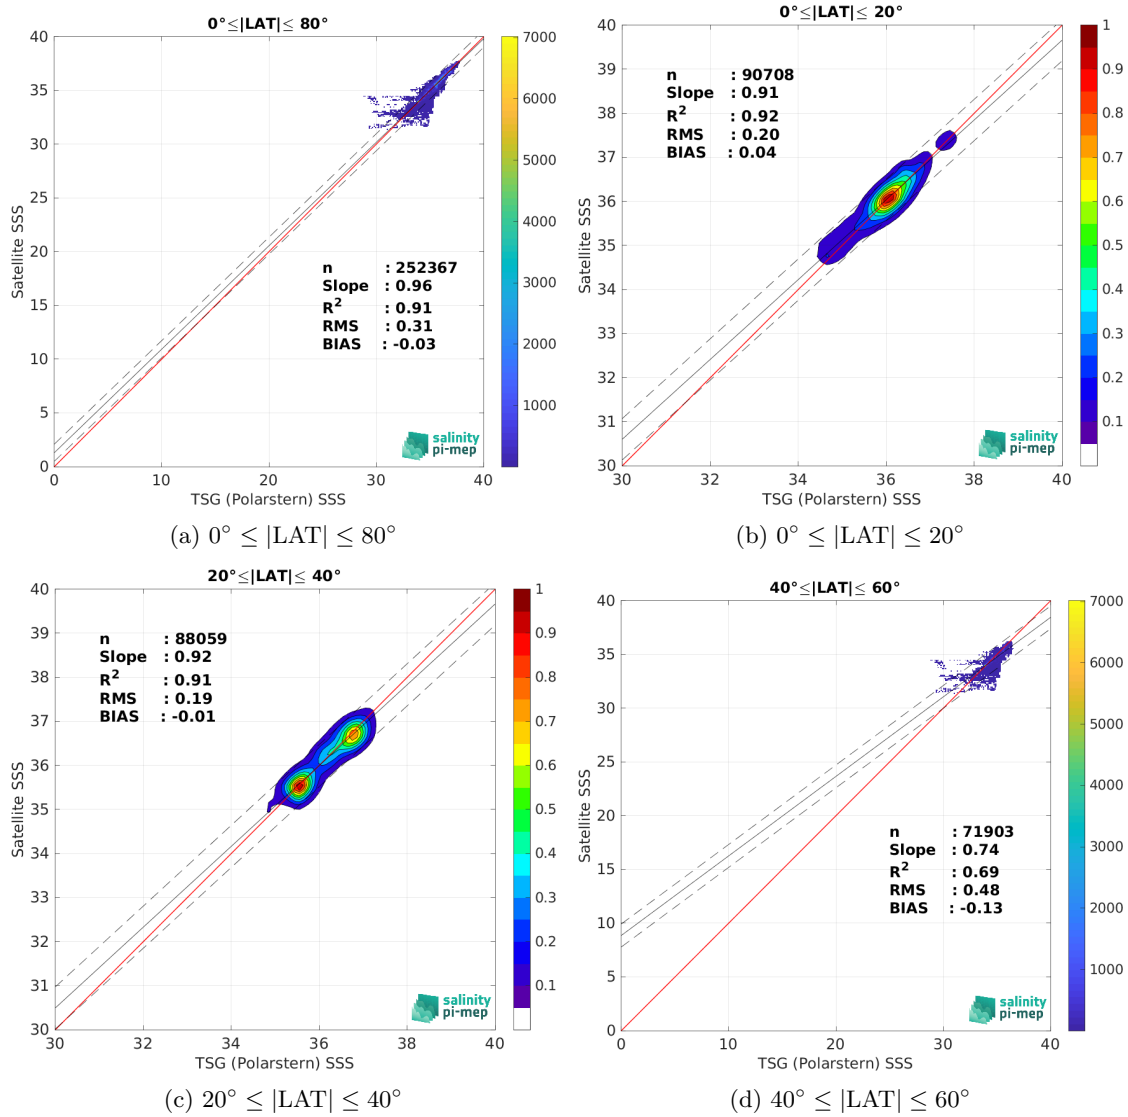 0°≤|LAT|≤ 80°
40
35
30
25
20
15
10
5
0
0
10
20
30
40
Satellite SSS
TSG (Polarstern) SSS
n : 252367
Slope : 0.96
R² : 0.91
RMS : 0.31
BIAS : -0.03
salinity
pi-mep
7000
6000
5000
4000
3000
2000
1000
(a) 0° ≤ |LAT| ≤ 80°
0°≤|LAT|≤ 20°
40
39
38
37
36
35
34
33
32
31
30
30
32
34
36
38
40
Satellite SSS
TSG (Polarstern) SSS
n : 90708
Slope : 0.91
R² : 0.92
RMS : 0.20
BIAS : 0.04
salinity
pi-mep
1
0.9
0.8
0.7
0.6
0.5
0.4
0.3
0.2
0.1
(b) 0° ≤ |LAT| ≤ 20°
20°≤|LAT|≤ 40°
40
39
38
37
36
35
34
33
32
31
30
30
32
34
36
38
40
Satellite SSS
TSG (Polarstern) SSS
n : 88059
Slope : 0.92
R² : 0.91
RMS : 0.19
BIAS : -0.01
salinity
pi-mep
1
0.9
0.8
0.7
0.6
0.5
0.4
0.3
0.2
0.1
(c) 20° ≤ |LAT| ≤ 40°
40°≤|LAT|≤ 60°
40
35
30
25
20
15
10
5
0
0
10
20
30
40
Satellite SSS
TSG (Polarstern) SSS
n : 71903
Slope : 0.74
R² : 0.69
RMS : 0.48
BIAS : -0.13
salinity
pi-mep
7000
6000
5000
4000
3000
2000
1000
(d) 40° ≤ |LAT| ≤ 60°